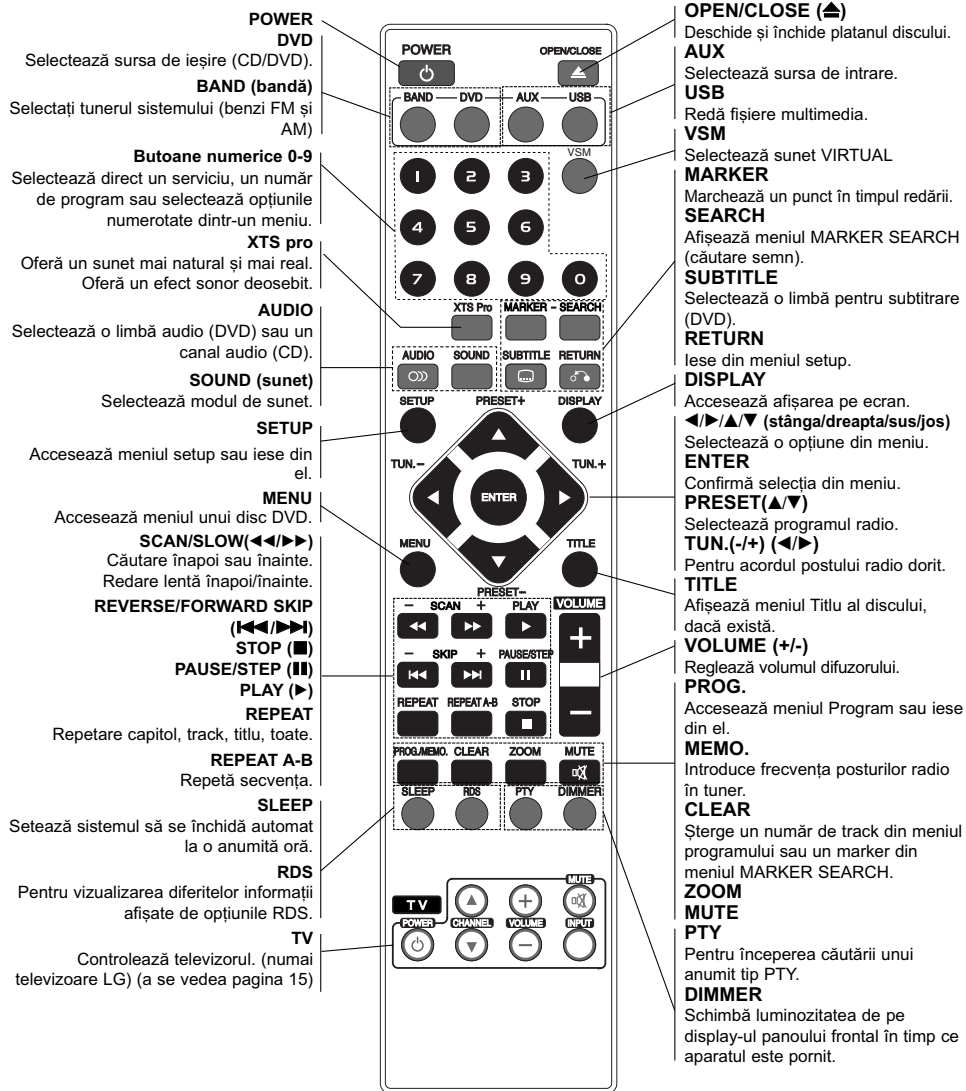 POWER
DVD
Selectează sursa de ieșire (CD/DVD).
BAND (bandă)
Selectați tunerul sistemului (benzi FM și
AM)
Butoane numerice 0-9
Selectează direct un serviciu, un număr
de program sau selectează opțiunile
numerotate dintr-un meniu.
XTS pro
Oferă un sunet mai natural și mai real.
Oferă un efect sonor deosebit.
AUDIO
Selectează o limbă audio (DVD) sau un
canal audio (CD).
SOUND (sunet)
Selectează modul de sunet.
SETUP
Accesează meniul setup sau iese din
el.
MENU
Accesează meniul unui disc DVD.
SCAN/SLOW(◄◄/►►)
Căutare înapoi sau înainte.
Redare lentă înapoi/înainte.
REVERSE/FORWARD SKIP
(I◄◄/►►I)
STOP (■)
PAUSE/STEP (II)
PLAY (►)
REPEAT
Repetare capitol, track, titlu, toate.
REPEAT A-B
Repetă secvența.
SLEEP
Setează sistemul să se închidă automat
la o anumită oră.
RDS
Pentru vizualizarea diferitelor informații
afișate de opțiunile RDS.
TV
Controlează televizorul. (numai
televizoare LG) (a se vedea pagina 15)
POWER
OPEN/CLOSE
BAND
DVD
AUX
USB
VSM
1
2
3
4
5
6
7
8
9
0
XTS Pro
MARKER - SEARCH
AUDIO
SOUND
SUBTITLE
RETURN
SETUP
PRESET+
DISPLAY
TUN.-
TUN.+
ENTER
MENU
TITLE
PRESET-
- SCAN +
PLAY
VOLUME
+
- SKIP +
PAUSE/STEP
REPEAT
REPEAT A-B
STOP
-
PROG./MEMO.
CLEAR
ZOOM
MUTE
SLEEP
RDS
PTY
DIMMER
MUTE
TV
POWER
CHANNEL
VOLUME
INPUT
OPEN/CLOSE (⏏)
Deschide și închide platanul discului.
AUX
Selectează sursa de intrare.
USB
Redă fișiere multimedia.
VSM
Selectează sunet VIRTUAL
MARKER
Marchează un punct în timpul redării.
SEARCH
Afișează meniul MARKER SEARCH
(căutare semn).
SUBTITLE
Selectează o limbă pentru subtitrare
(DVD).
RETURN
Iese din meniul setup.
DISPLAY
Accesează afișarea pe ecran.
◄/►/▲/▼ (stânga/dreapta/sus/jos)
Selectează o opțiune din meniu.
ENTER
Confirmă selecția din meniu.
PRESET(▲/▼)
Selectează programul radio.
TUN.(-/+) (◄/►)
Pentru acordul postului radio dorit.
TITLE
Afișează meniul Titlu al discului,
dacă există.
VOLUME (+/-)
Reglează volumul difuzorului.
PROG.
Accesează meniul Program sau iese
din el.
MEMO.
Introduce frecvența posturilor radio
în tuner.
CLEAR
Șterge un număr de track din meniul
programului sau un marker din
meniul MARKER SEARCH.
ZOOM
MUTE
PTY
Pentru începerea căutării unui
anumit tip PTY.
DIMMER
Schimbă luminozitatea de pe
display-ul panoului frontal în timp ce
aparatul este pornit.